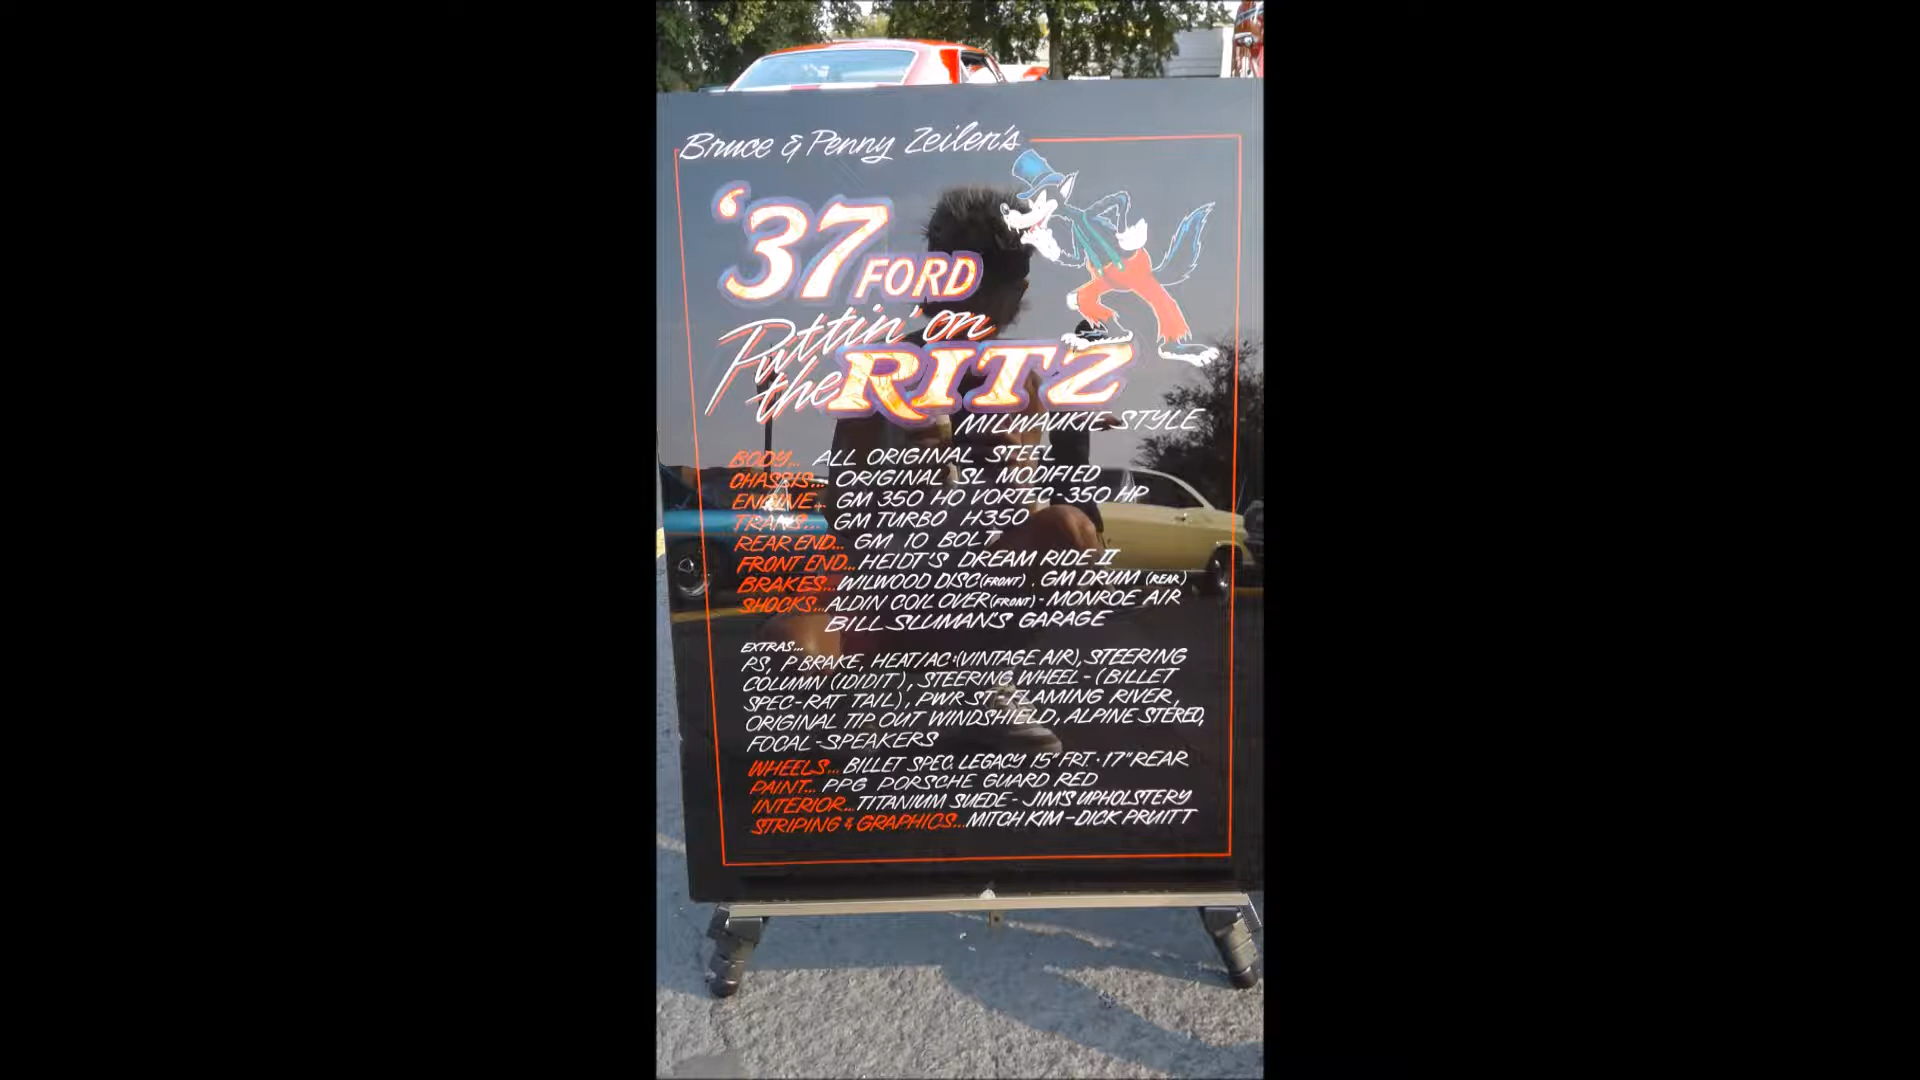 Bruce & Penny Zeiler's
'37 FORD
Puttin' on
the RITZ
MILWAUKIE STYLE
BODY... ALL ORIGINAL STEEL
CHASSIS... ORIGINAL SL MODIFIED
ENGINE... GM 350 HO VORTEC-350 HP
TRANS... GM TURBO H350
REAR END... GM 10 BOLT
FRONT END... HEIDT'S DREAM RIDE II
BRAKES... WILWOOD DISC (FRONT). GM DRUM (REAR)
SHOCKS... ALDIN COIL OVER (FRONT) - MONROE AIR
BILL SLUMAN'S GARAGE
EXTRAS...
PS, P BRAKE, HEAT/AC-(VINTAGE AIR), STEERING
COLUMN (IDIDIT), STEERING WHEEL - (BILLET
SPEC-RAT TAIL), PWR ST-FLAMING RIVER,
ORIGINAL TIP OUT WINDSHIELD, ALPINE STEREO,
FOCAL-SPEAKERS
WHEELS... BILLET SPEC. LEGACY 15" FRT. · 17" REAR
PAINT... PPG PORSCHE GUARD RED
INTERIOR... TITANIUM SUEDE - JIM'S UPHOLSTERY
STRIPING & GRAPHICS... MITCH KIM - DICK PRUITT